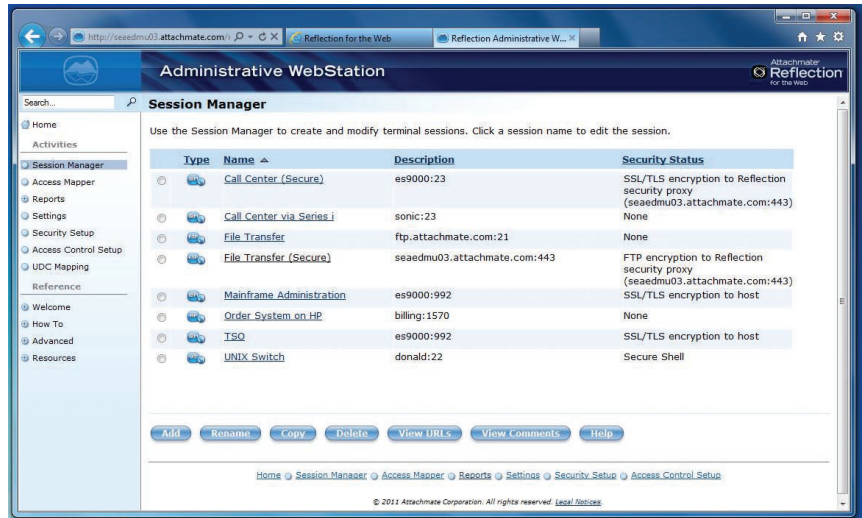 http://seaedmu03.attachmate.com/
Reflection for the Web
Reflection Administrative W...
Administrative WebStation
Attachmate
Reflection
for the Web
Search...
Home
Activities
Session Manager
Access Mapper
Reports
Settings
Security Setup
Access Control Setup
UDC Mapping
Reference
Welcome
How To
Advanced
Resources
Session Manager
Use the Session Manager to create and modify terminal sessions. Click a session name to edit the session.
Type Name Description Security Status
Call Center (Secure) es9000:23 SSL/TLS encryption to Reflection
security proxy
(seaedmu03.attachmate.com:443)
Call Center via Series i sonic:23 None
File Transfer ftp.attachmate.com:21 None
File Transfer (Secure) seaedmu03.attachmate.com:443 FTP encryption to Reflection
security proxy
(seaedmu03.attachmate.com:443)
Mainframe Administration es9000:992 SSL/TLS encryption to host
Order System on HP billing:1570 None
TSO es9000:992 SSL/TLS encryption to host
UNIX Switch donald:22 Secure Shell
Add Rename Copy Delete View URLs View Comments Help
Home Session Manager Access Mapper Reports Settings Security Setup Access Control Setup
© 2011 Attachmate Corporation. All rights reserved. Legal Notices.